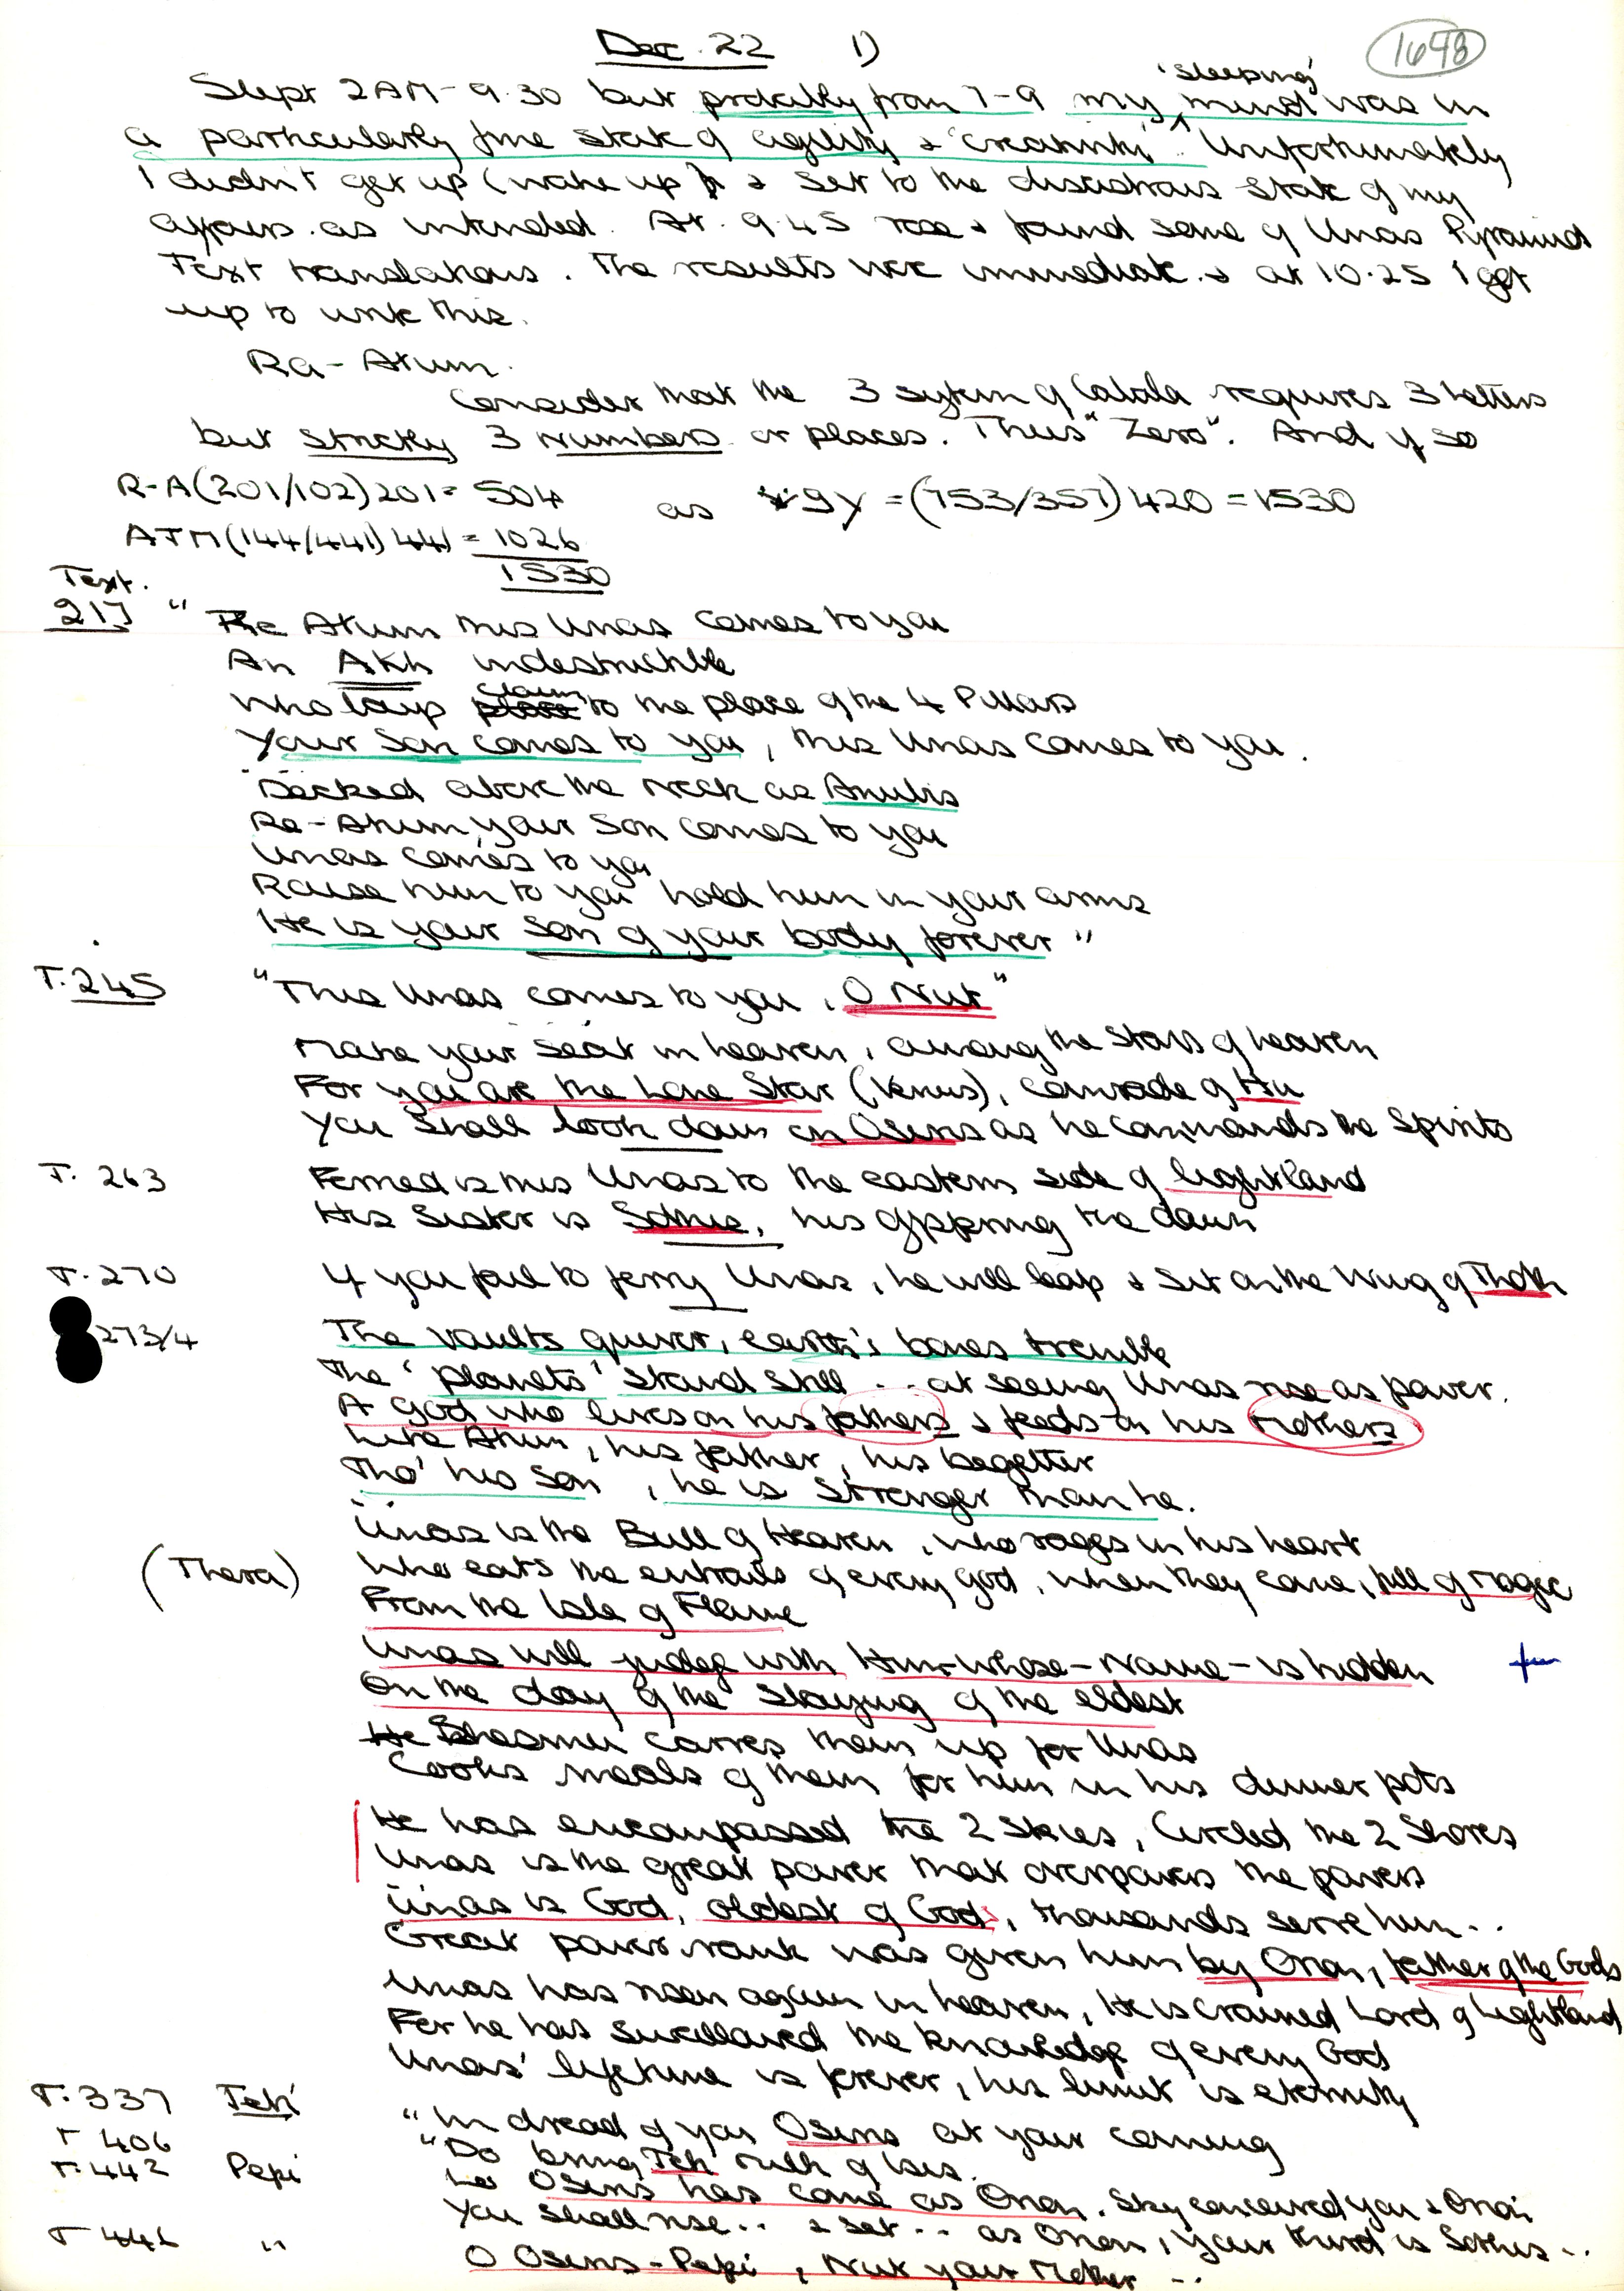 Dec. 22 1) 1698
Slept 2AM-9.30 but probably from 7-9 my 'sleeping' mind was in
a particularly fine state of agility & 'creativity'. Unfortunately
I didn't get up (wake up) & set to the disastrous state of my
affairs as intended. At 9.45 rose & found some of Unas Pyramid
Text translations. The results were immediate & at 10.25 I get
up to write this.
Ra-Atum.
Consider that the 3 system of Cabala requires 3 letters
but strictly 3 numbers or places. Thus "Zero". And if so
R-A(201/102)201 = 504 as = (753/357) 420 = 1530
ATM(144/441)441 = 1026
1530
Text.
217 "Re Atum this Unas comes to you
An Akh indestructible
Who lays claim to the place of the 4 Pillars
Your Son comes to you, this Unas comes to you.
Decked above the neck as Anubis
Re-Atum, your Son comes to you
Unas comes to you
Raise him to you hold him in your arms
He is your Son of your body forever"
T.245 "This Unas comes to you, O Nut"
Make your seat in heaven, among the stars of heaven
For you are the Lone Star (Venus), comrade of Hu
You shall look down on Osiris as he commands the Spirits
T. 263 Ferried is this Unas to the eastern side of lightland
His Sister is Sothis, his offspring the dawn
T. 270 If you fail to ferry Unas, he will leap & sit on the Wing of Thoth
273/4 The vaults quiver, earth's bones tremble
The 'planets' stand still .. at seeing Unas rise as power.
A God who lives on his fathers & feeds on his mothers
Like Atum, his father, his begetter
Tho' his son, he is stronger than he.
Unas is the Bull of Heaven, who rages in his heart
(Thera) Who eats the entrails of every god, when they come, full of magic
From the Isle of Flame
Unas will judge with Him-Whose-Name-is hidden
On the day of the slaying of the eldest
Shesmu carves them up for Unas
Cooks meals of them for him in his dinner pots
He has encompassed the 2 skies, Circled the 2 Shores
Unas is the great power that overpowers the powers
Unas is God, oldest of Gods, thousands serve him..
Great power rank was given him by Orion, father of the Gods
Unas has risen again in heaven, He is crowned Lord of Lightland
For he has swallowed the knowledge of every God
Unas' lifetime is forever, his limit is eternity
T.337 Teti "In dread of you Osiris at your coming
T 406 "Do bring Teti milk of Isis.
T.442 Pepi Lo Osiris has come as Orion. Sky conceived you & Orion
You shall rise.. & set .. as Orion, your third is Sothis ..
T 446 " O Osiris-Pepi, Nut your Mother ..